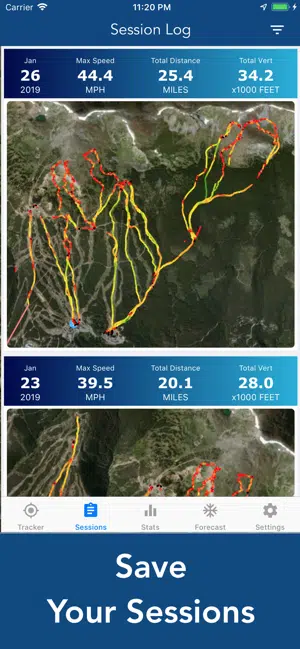 Carrier 11:20 PM
Session Log
Jan Max Speed Total Distance Total Vert
26 44.4 25.4 34.2
2019 MPH MILES x1000 FEET
Jan Max Speed Total Distance Total Vert
23 39.5 20.1 28.0
2019 MPH MILES x1000 FEET
Tracker Sessions Stats Forecast Settings
Save
Your Sessions